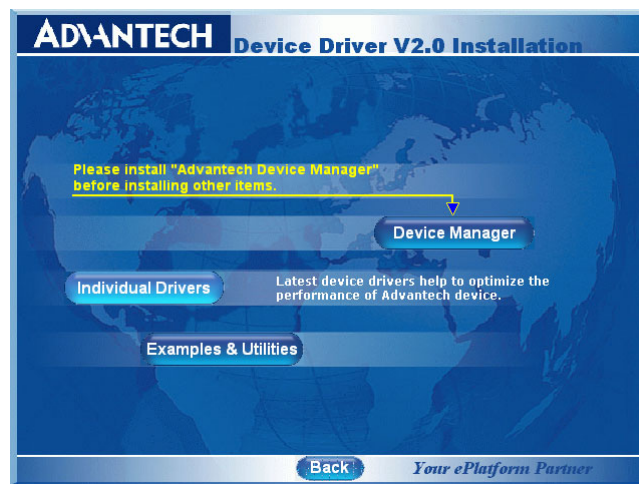 ADVANTECH
Device Driver V2.0 Installation
Please install "Advantech Device Manager"
before installing other items.
Device Manager
Individual Drivers
Latest device drivers help to optimize the
performance of Advantech device.
Examples & Utilities
Back
Your ePlatform Partner